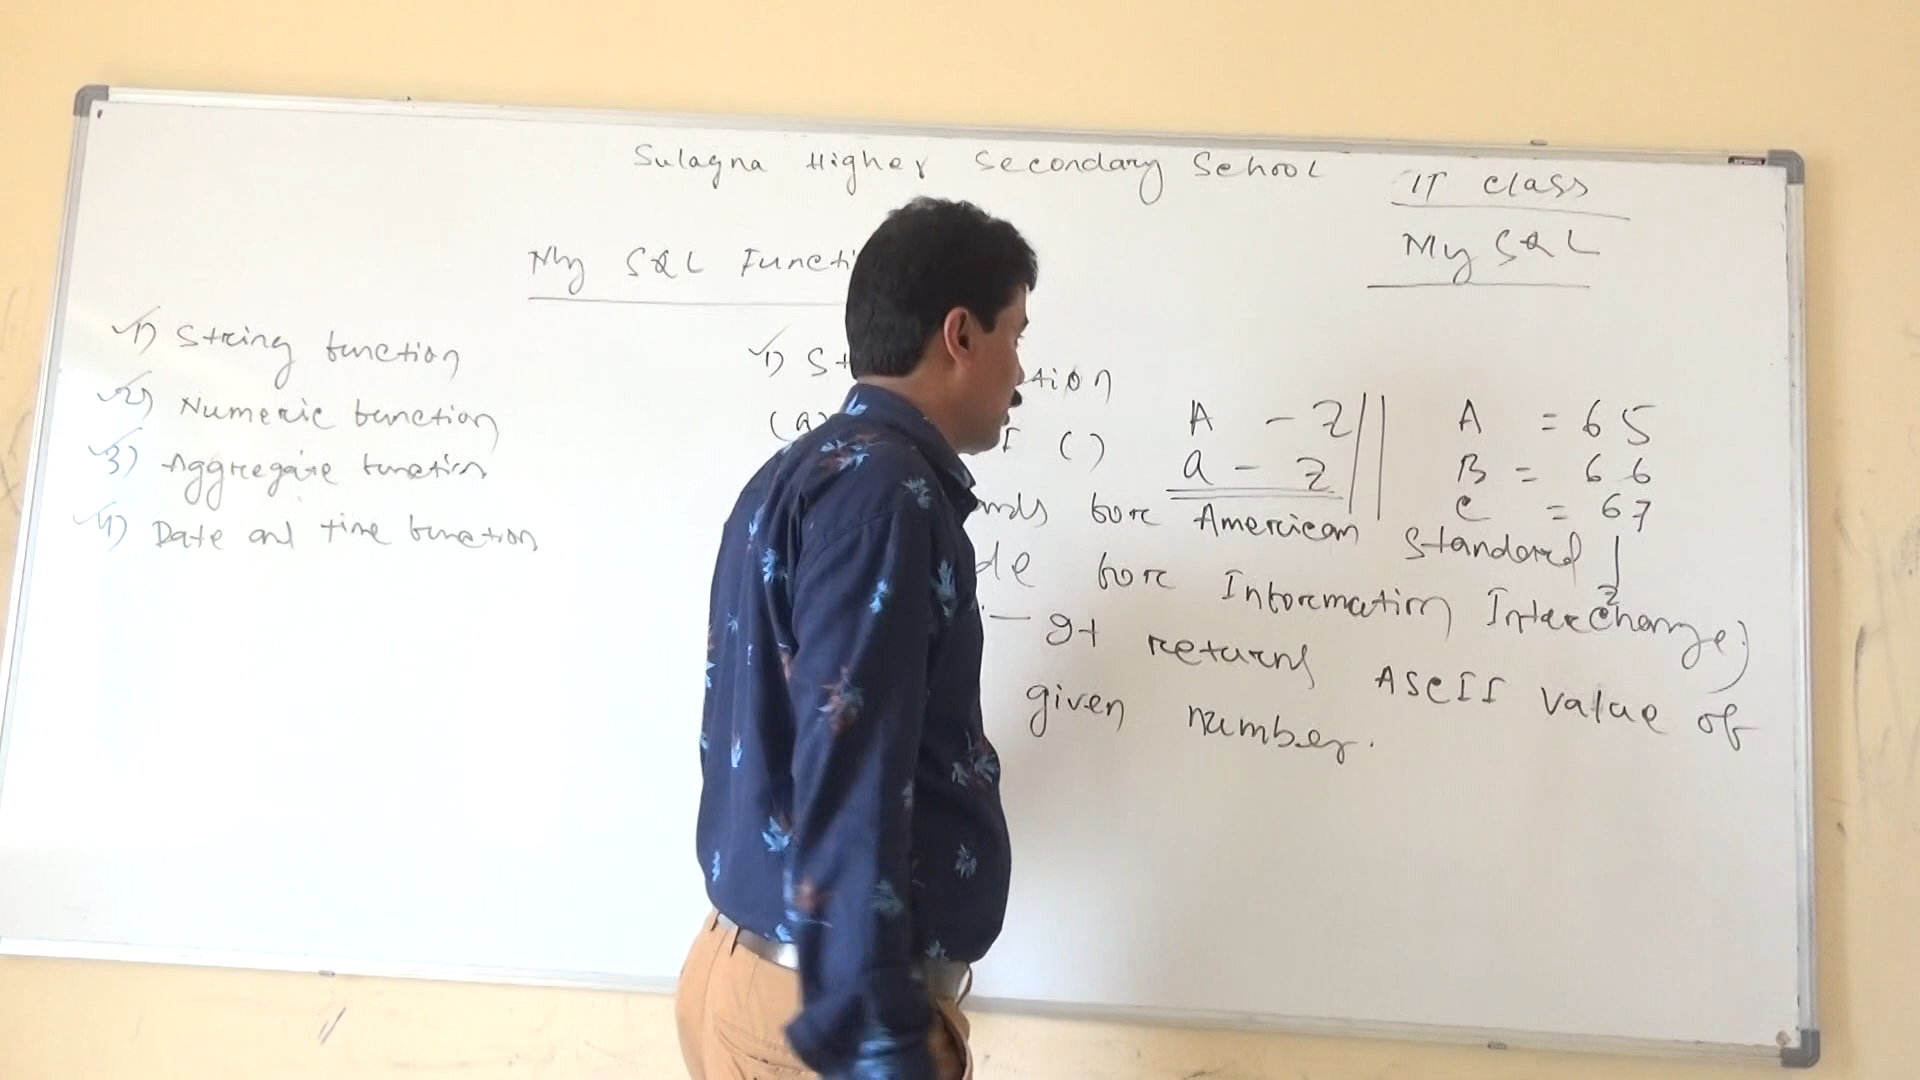 Sulagna Higher Secondary School
IT class
My SQL
My SQL Functi
1) String function
2) Numeric function
3) Aggregate function
4) Date and time function
1) St tion
(a) I ()
A - Z
a - z
A = 65
B = 66
C = 67
z
for American Standard
de for Information Interchange)
- It returns ASCII value of
given number.